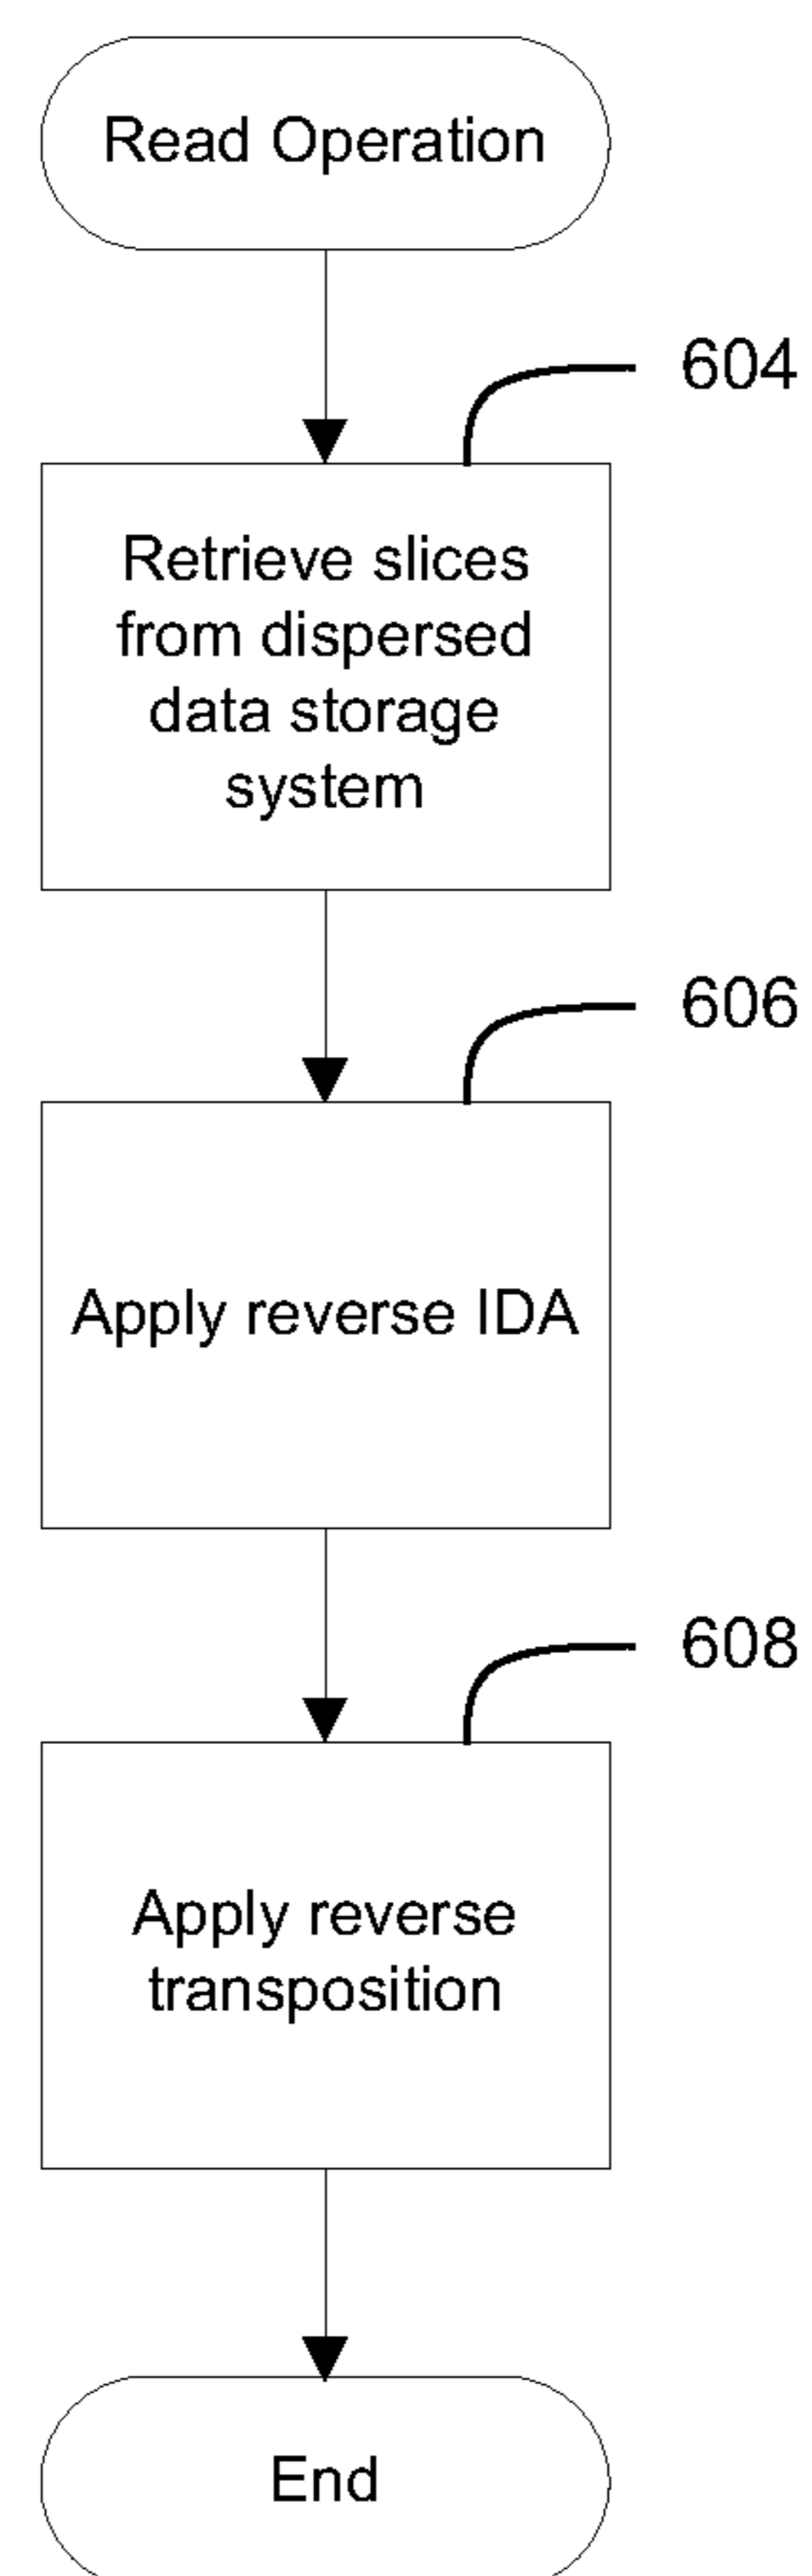 Read Operation
604
Retrieve slices
from dispersed
data storage
system
606
Apply reverse IDA
608
Apply reverse
transposition
End